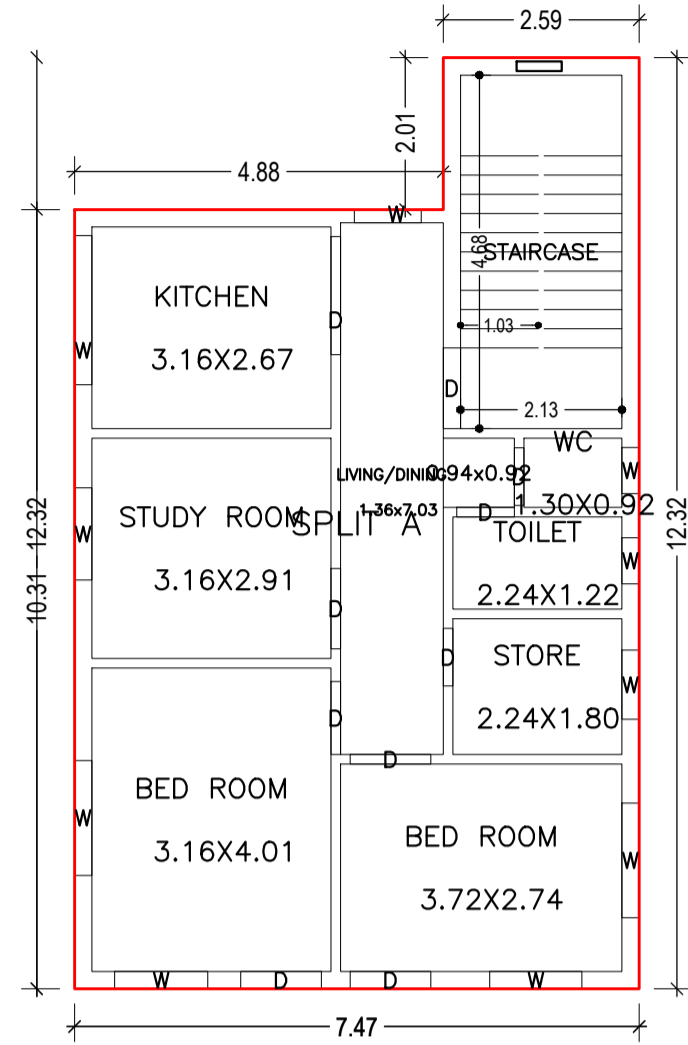 2.59
2.01
4.88
W
STAIRCASE
4.68
KITCHEN
D
1.03
W
3.16X2.67
D
2.13
WC
W
LIVING/DINING
0.94x0.92
D
1.36x7.03
D
1.30X0.92
W
STUDY ROOM
SPLIT A
TOILET
W
12.32
10.31
12.32
3.16X2.91
2.24X1.22
D
D
STORE
W
2.24X1.80
D
D
BED ROOM
W
3.16X4.01
BED ROOM
W
3.72X2.74
W
D
D
W
7.47